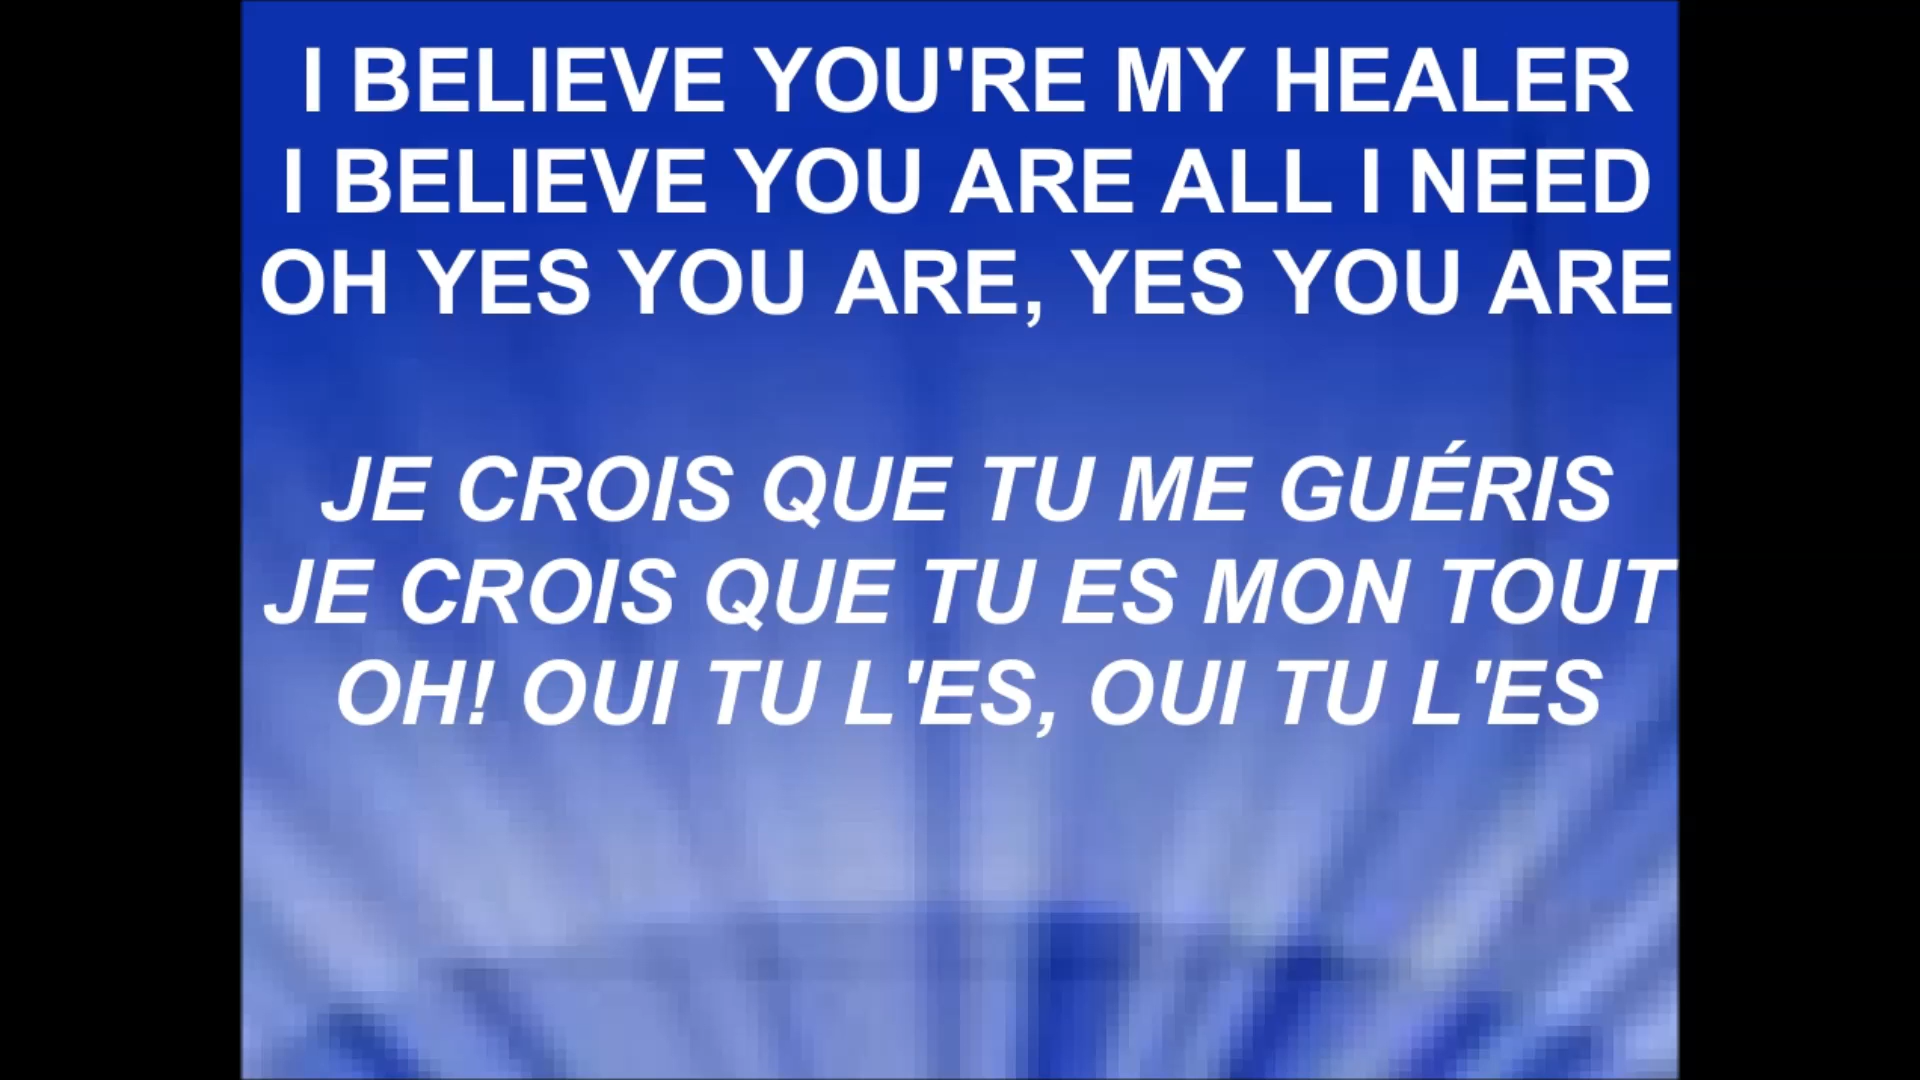 I BELIEVE YOU'RE MY HEALER
I BELIEVE YOU ARE ALL I NEED
OH YES YOU ARE, YES YOU ARE
JE CROIS QUE TU ME GUÉRIS
JE CROIS QUE TU ES MON TOUT
OH! OUI TU L'ES, OUI TU L'ES